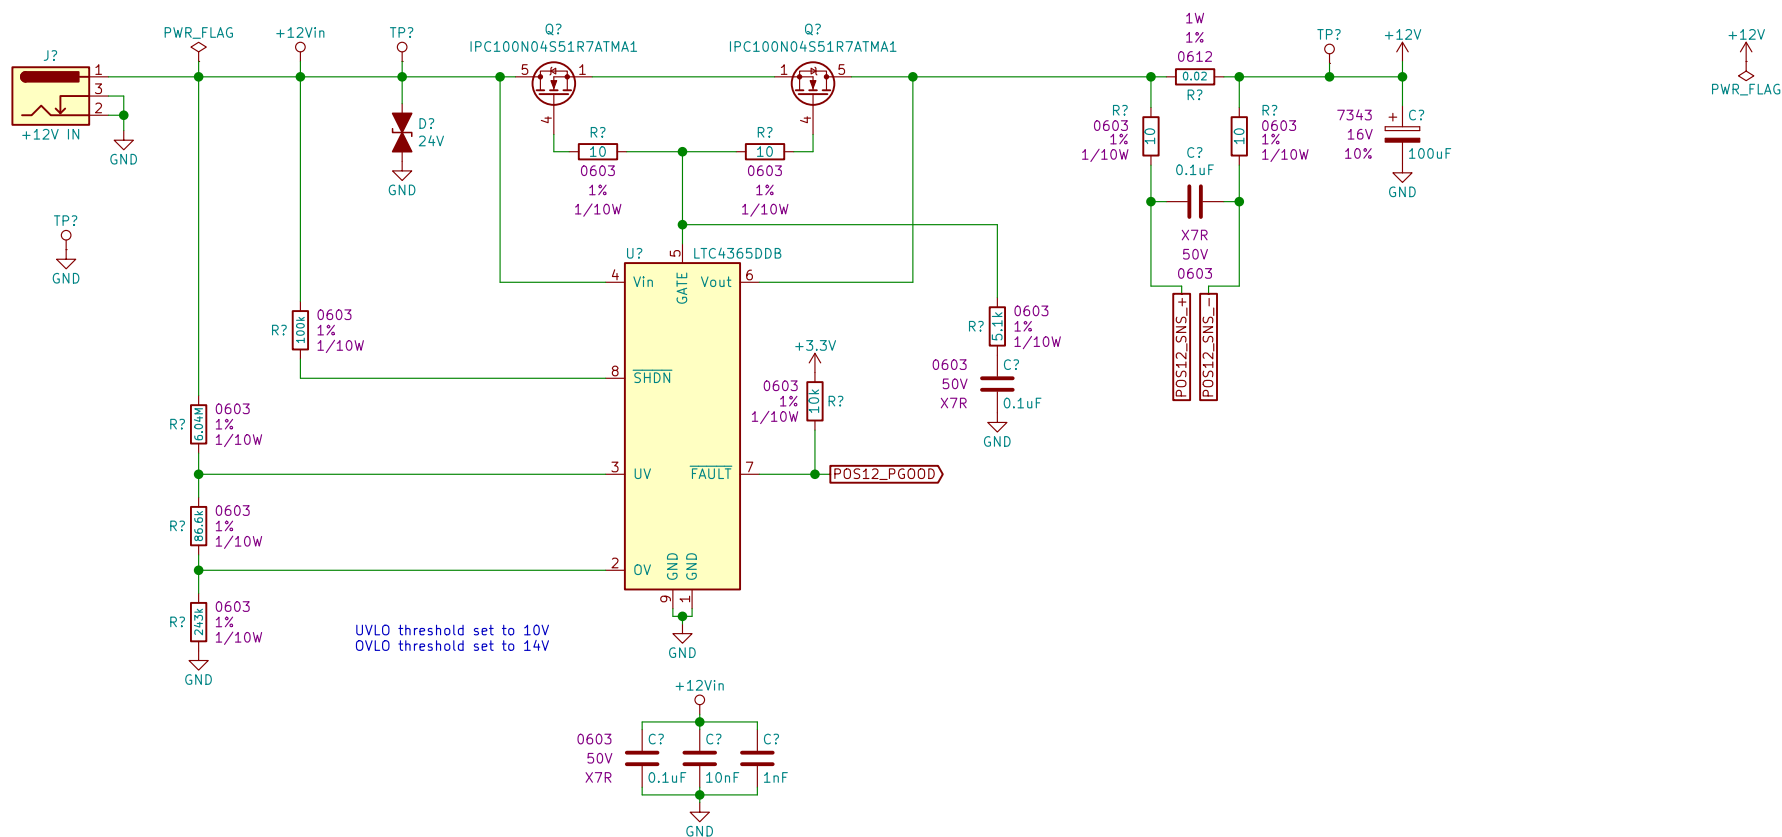 J?
1
3
2
+12V IN
GND
PWR_FLAG
+12Vin
TP?
D?
24V
GND
TP?
GND
Q?
IPC100N04S51R7ATMA1
5
1
4
Q?
IPC100N04S51R7ATMA1
1
5
4
R?
10
0603
1%
1/10W
R?
10
0603
1%
1/10W
1W
1%
0612
0.02
R?
TP?
+12V
+12V
PWR_FLAG
R?
0603
1%
1/10W
10
R?
0603
1%
1/10W
10
C?
0.1uF
X7R
50V
0603
7343
16V
10%
C?
100uF
GND
POS12_SNS_+
POS12_SNS_-
U?
LTC4365DDB
5
GATE
4
Vin
Vout
6
8
SHDN
3
UV
FAULT
7
2
OV
GND
GND
9
1
GND
R?
100k
0603
1%
1/10W
R?
6.04M
0603
1%
1/10W
R?
86.6k
0603
1%
1/10W
R?
243k
0603
1%
1/10W
GND
+3.3V
0603
1%
1/10W
10k
R?
POS12_PGOOD
R?
5.1k
0603
1%
1/10W
0603
50V
X7R
C?
0.1uF
GND
UVLO threshold set to 10V
OVLO threshold set to 14V
+12Vin
0603
50V
X7R
C?
0.1uF
C?
10nF
C?
1nF
GND